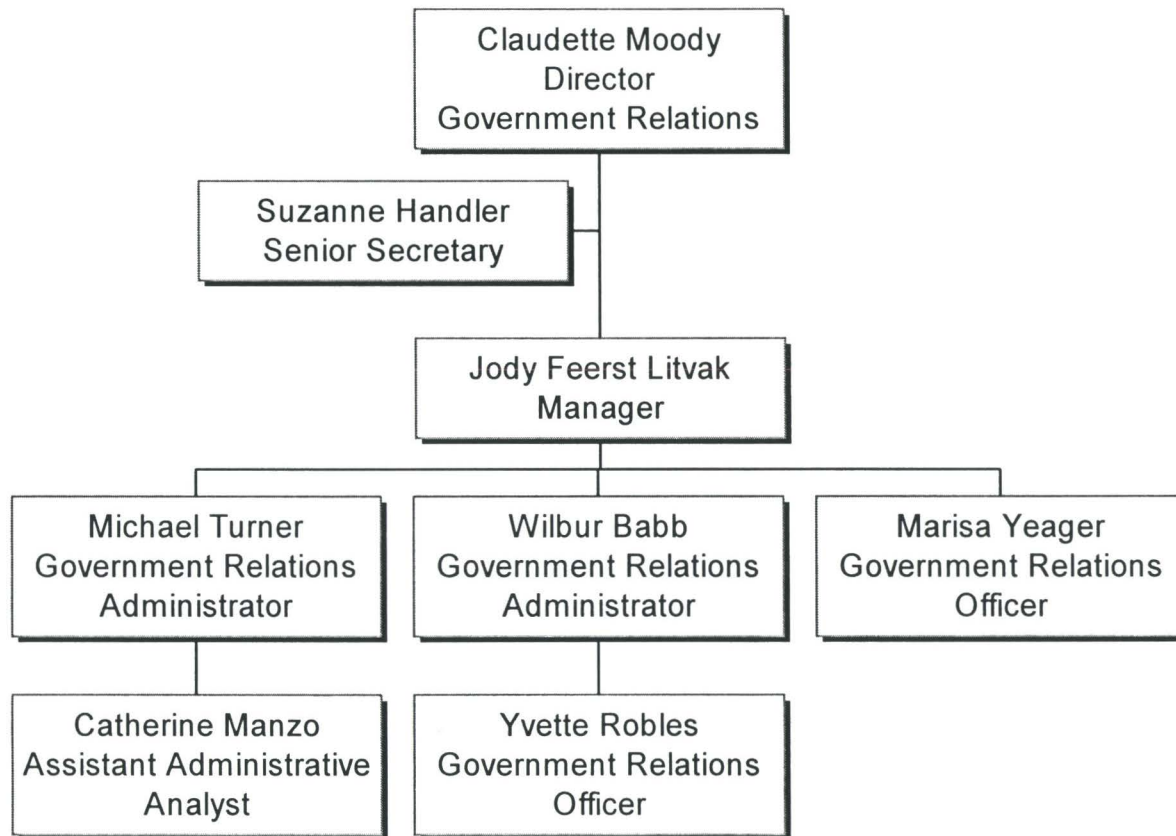 Claudette Moody
Director
Government Relations
Suzanne Handler
Senior Secretary
Jody Feerst Litvak
Manager
Michael Turner
Government Relations
Administrator
Wilbur Babb
Government Relations
Administrator
Marisa Yeager
Government Relations
Officer
Catherine Manzo
Assistant Administrative
Analyst
Yvette Robles
Government Relations
Officer